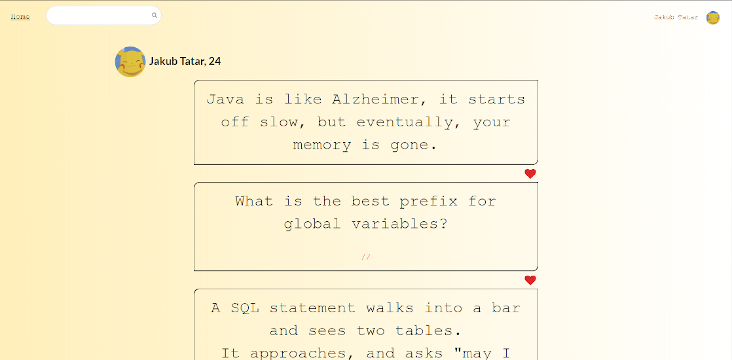 Home
Jakub Tatar
Jakub Tatar, 24
Java is like Alzheimer, it starts
off slow, but eventually, your
memory is gone.
What is the best prefix for
global variables?
//
A SQL statement walks into a bar
and sees two tables.
It approaches, and asks "may I